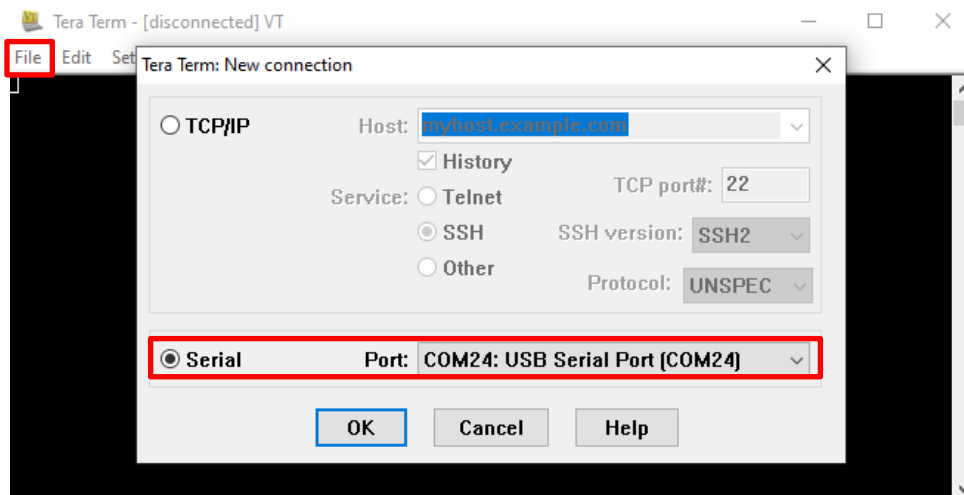 Tera Term - [disconnected] VT
File Edit Set
Tera Term: New connection
TCP/IP Host: myhost.example.com
History
Service: Telnet TCP port#: 22
SSH SSH version: SSH2
Other Protocol: UNSPEC
Serial Port: COM24: USB Serial Port (COM24)
OK Cancel Help